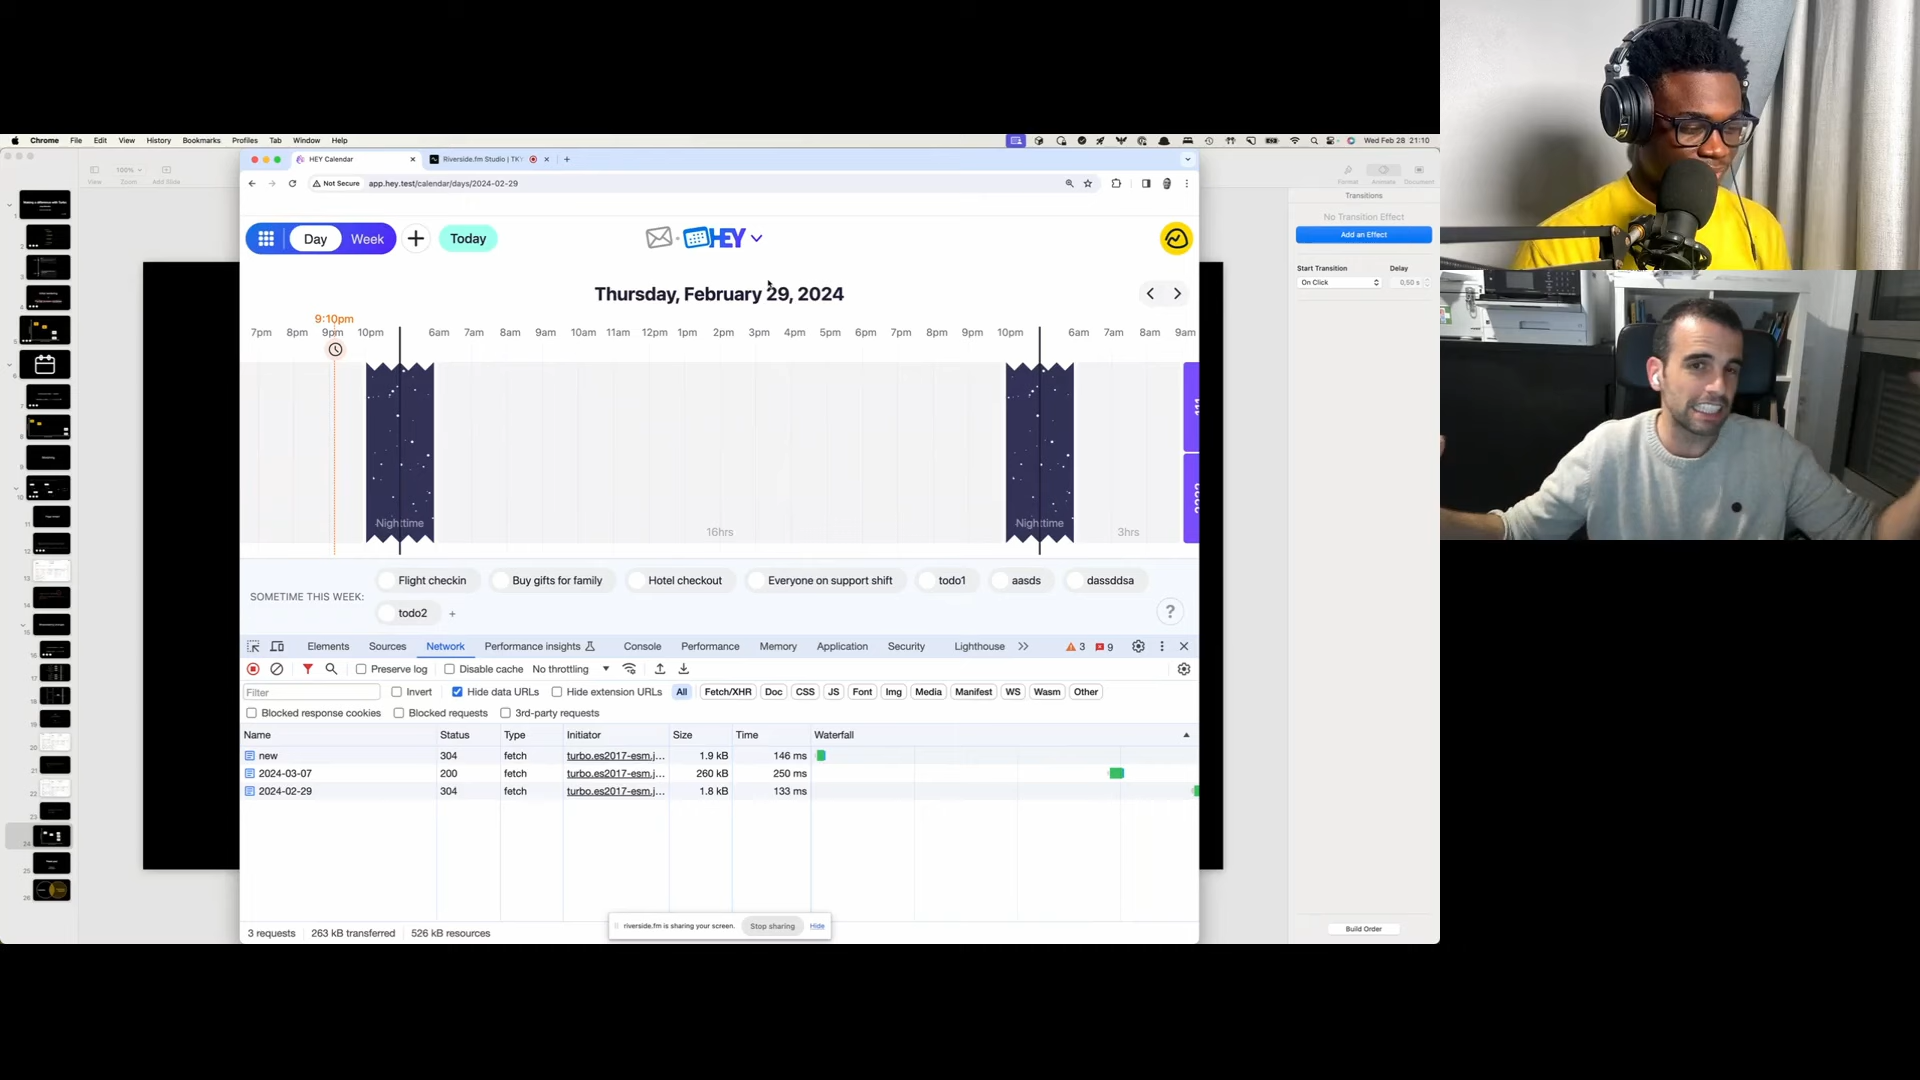 Chrome File Edit View History Bookmarks Profiles Tab Window Help
Wed Feb 28 21:10
HEY Calendar
Riverside.fm Studio | TKY
Not Secure app.hey.test/calendar/days/2024-02-29
100%
View Zoom Add Slide
Format Animate Document
Transitions
No Transition Effect
Add an Effect
Start Transition Delay
On Click 0,50 s
Day Week Today
HEY
Thursday, February 29, 2024
9:10pm
7pm 8pm 9pm 10pm 6am 7am 8am 9am 10am 11am 12pm 1pm 2pm 3pm 4pm 5pm 6pm 7pm 8pm 9pm 10pm 6am 7am 8am 9am
Nighttime 16hrs Nighttime 3hrs
SOMETIME THIS WEEK:
Flight checkin Buy gifts for family Hotel checkout Everyone on support shift todo1 aasds dassddsa
todo2 + ?
Elements Sources Network Performance insights Console Performance Memory Application Security Lighthouse 3 9
Preserve log Disable cache No throttling
Filter Invert Hide data URLs Hide extension URLs All Fetch/XHR Doc CSS JS Font Img Media Manifest WS Wasm Other
Blocked response cookies Blocked requests 3rd-party requests
Name Status Type Initiator Size Time Waterfall
new 304 fetch turbo.es2017-esm.j... 1.9 kB 146 ms
2024-03-07 200 fetch turbo.es2017-esm.j... 260 kB 250 ms
2024-02-29 304 fetch turbo.es2017-esm.j... 1.8 kB 133 ms
riverside.fm is sharing your screen. Stop sharing Hide
3 requests 263 kB transferred 526 kB resources
Build Order